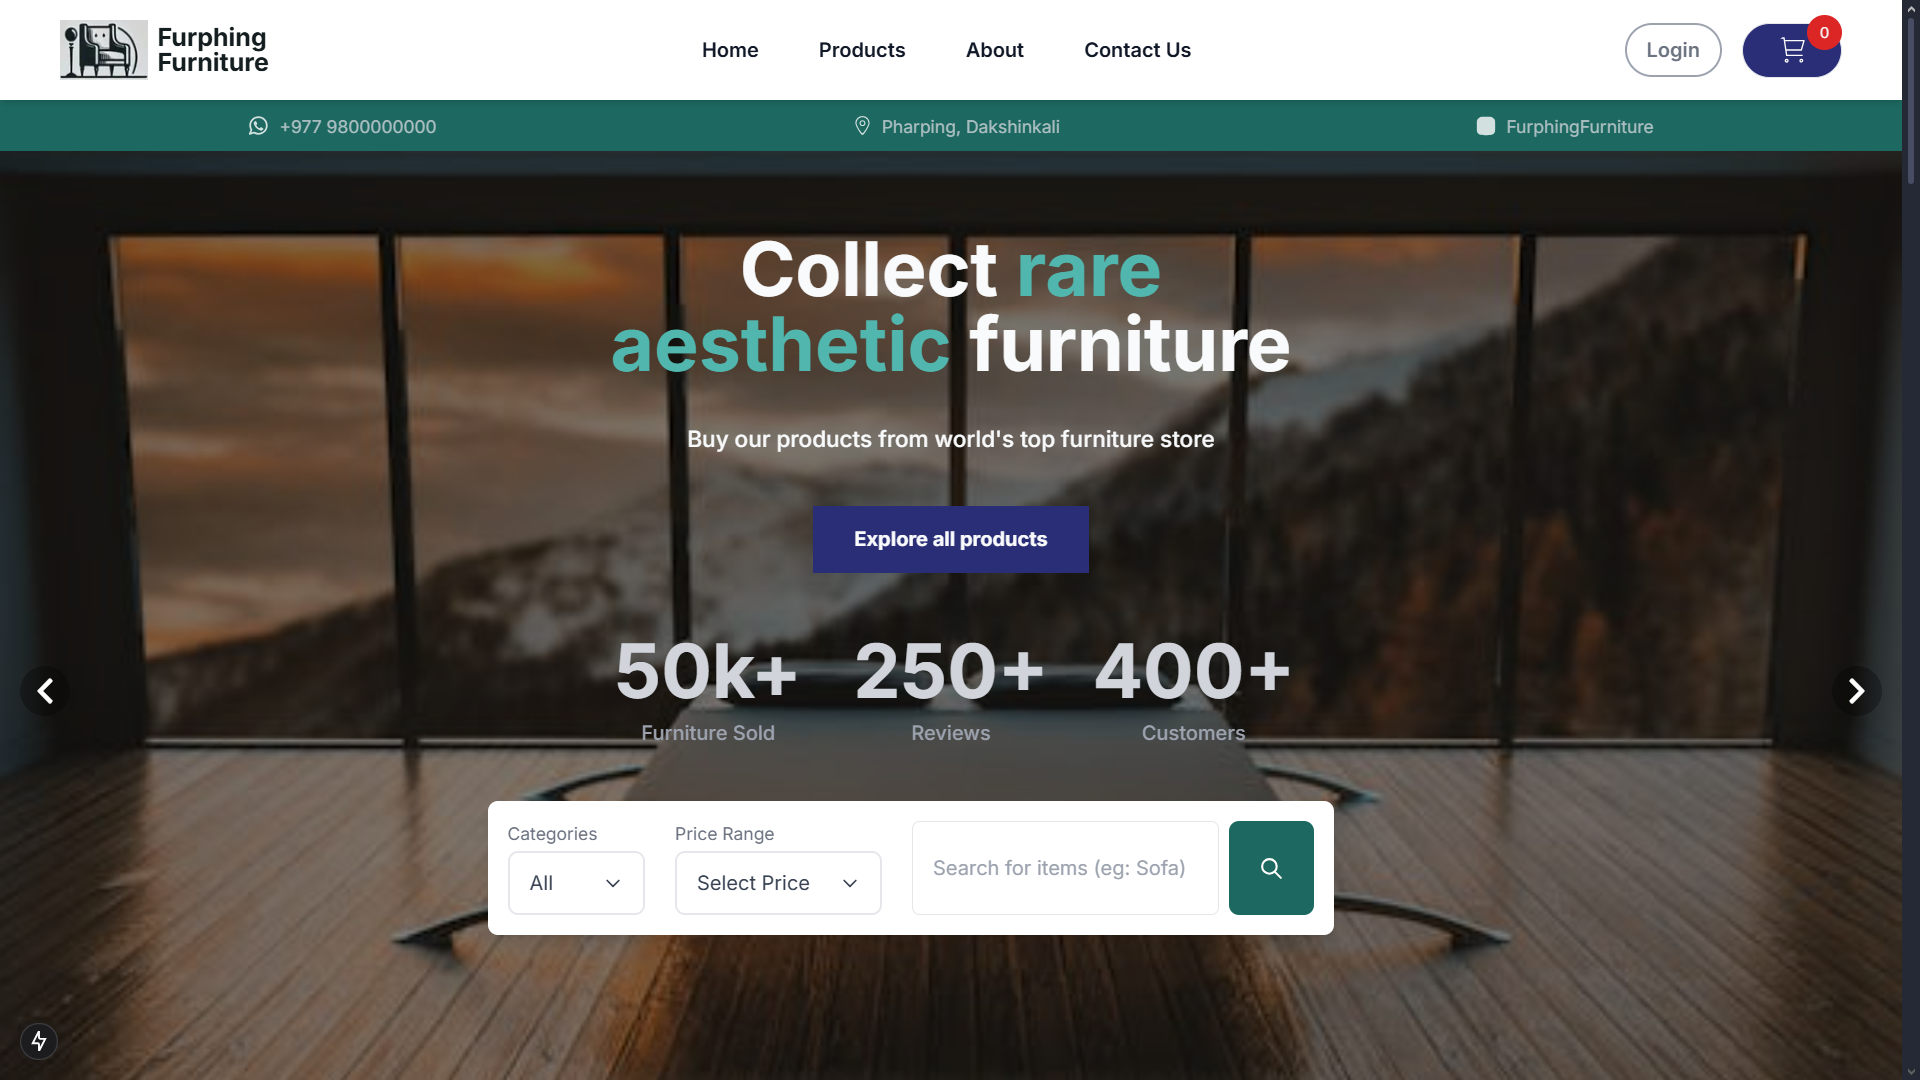 Furphing
Furniture
Home
Products
About
Contact Us
Login
0
+977 9800000000
Pharping, Dakshinkali
FurphingFurniture
Collect rare
aesthetic furniture
Buy our products from world's top furniture store
Explore all products
50k+ 250+ 400+
Furniture Sold Reviews Customers
Categories
All
Price Range
Select Price
Search for items (eg: Sofa)